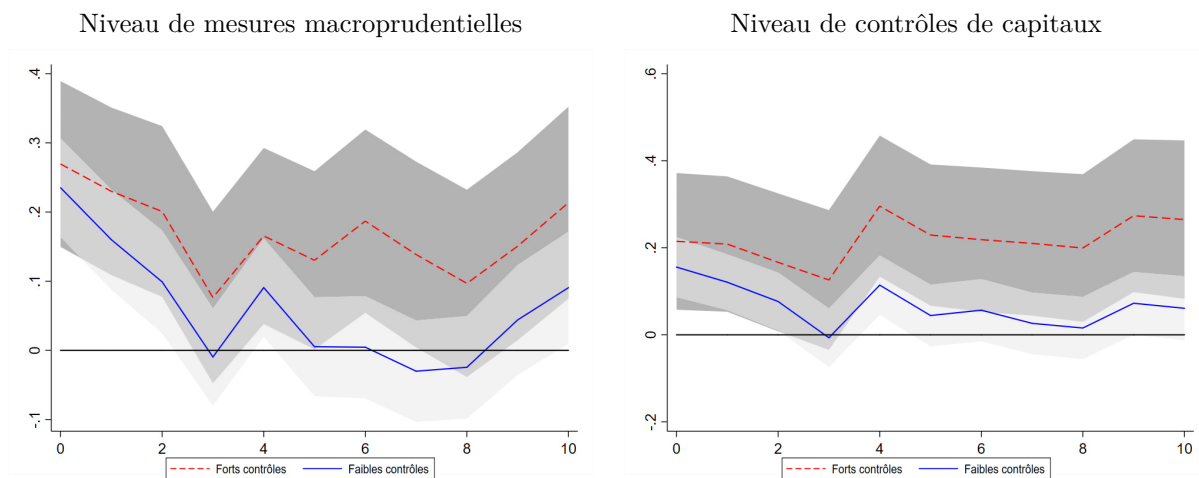 Niveau de mesures macroprudentielles
.4
.3
.2
.1
0
-.1
0 2 4 6 8 10
Forts contrôles Faibles contrôles
Niveau de contrôles de capitaux
.6
.4
.2
0
-.2
0 2 4 6 8 10
Forts contrôles Faibles contrôles